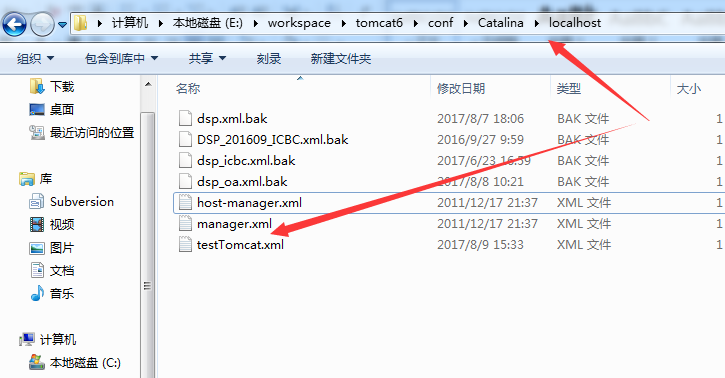 计算机 本地磁盘 (E:) workspace tomcat6 conf Catalina localhost
组织 包含到库中 共享 刻录 新建文件夹
下载
桌面
最近访问的位置
库
Subversion
视频
图片
文档
音乐
计算机
本地磁盘 (C:)
名称 修改日期 类型 大小
dsp.xml.bak 2017/8/7 18:06 BAK 文件 1
DSP_201609_ICBC.xml.bak 2016/9/27 9:59 BAK 文件 1
dsp_icbc.xml.bak 2017/6/23 16:59 BAK 文件 1
dsp_oa.xml.bak 2017/8/8 10:21 BAK 文件 1
host-manager.xml 2011/12/17 21:37 XML 文件 1
manager.xml 2011/12/17 21:37 XML 文件 1
testTomcat.xml 2017/8/9 15:33 XML 文件 1